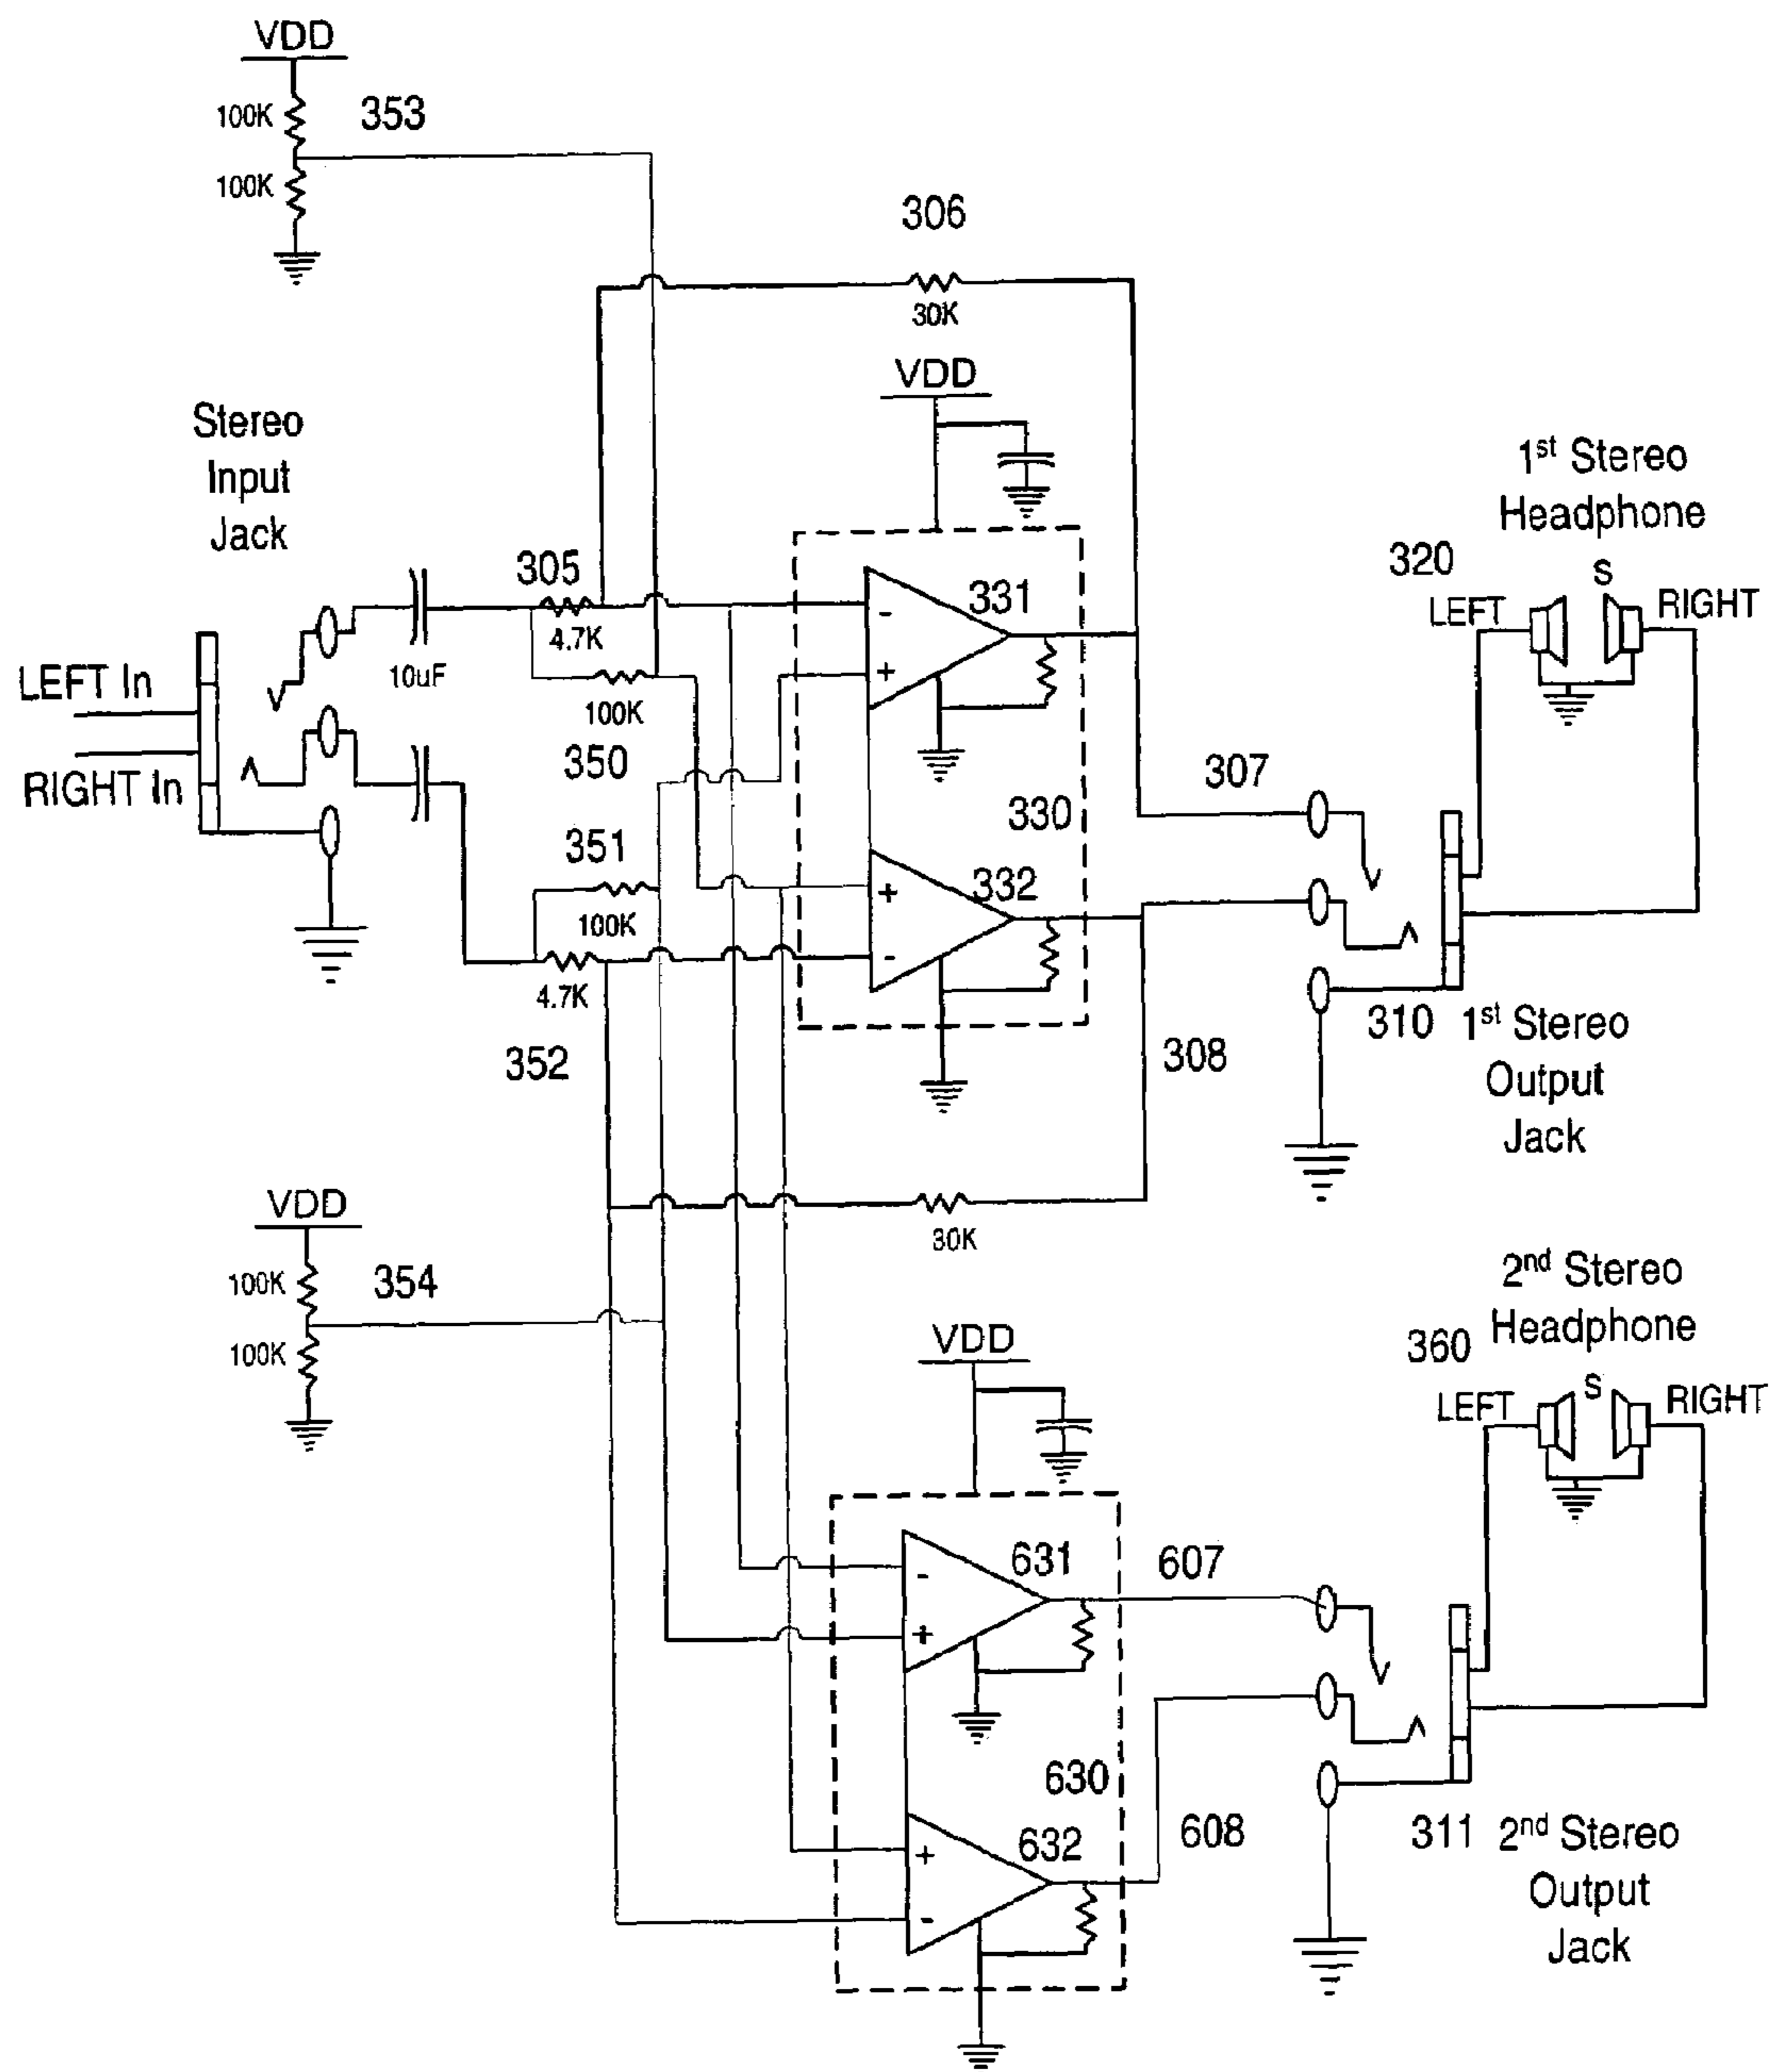 VDD
100K
353
100K
306
30K
VDD
Stereo
Input
Jack
1st Stereo
Headphone
320
S
LEFT
RIGHT
305
4.7K
10uF
331
-
+
LEFT In
RIGHT In
100K
350
307
330
351
100K
332
+
-
4.7K
352
310 1st Stereo
Output
Jack
308
VDD
100K
354
100K
30K
VDD
2nd Stereo
Headphone
360
S
LEFT
RIGHT
631
607
-
+
630
608
632
+
-
311 2nd Stereo
Output
Jack